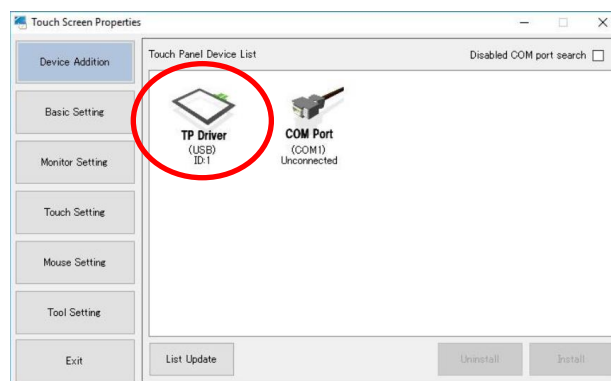 Touch Screen Properties
Device Addition
Basic Setting
Monitor Setting
Touch Setting
Mouse Setting
Tool Setting
Exit
Touch Panel Device List
Disabled COM port search
TP Driver
(USB)
ID:1
COM Port
(COM1)
Unconnected
List Update
Uninstall
Install